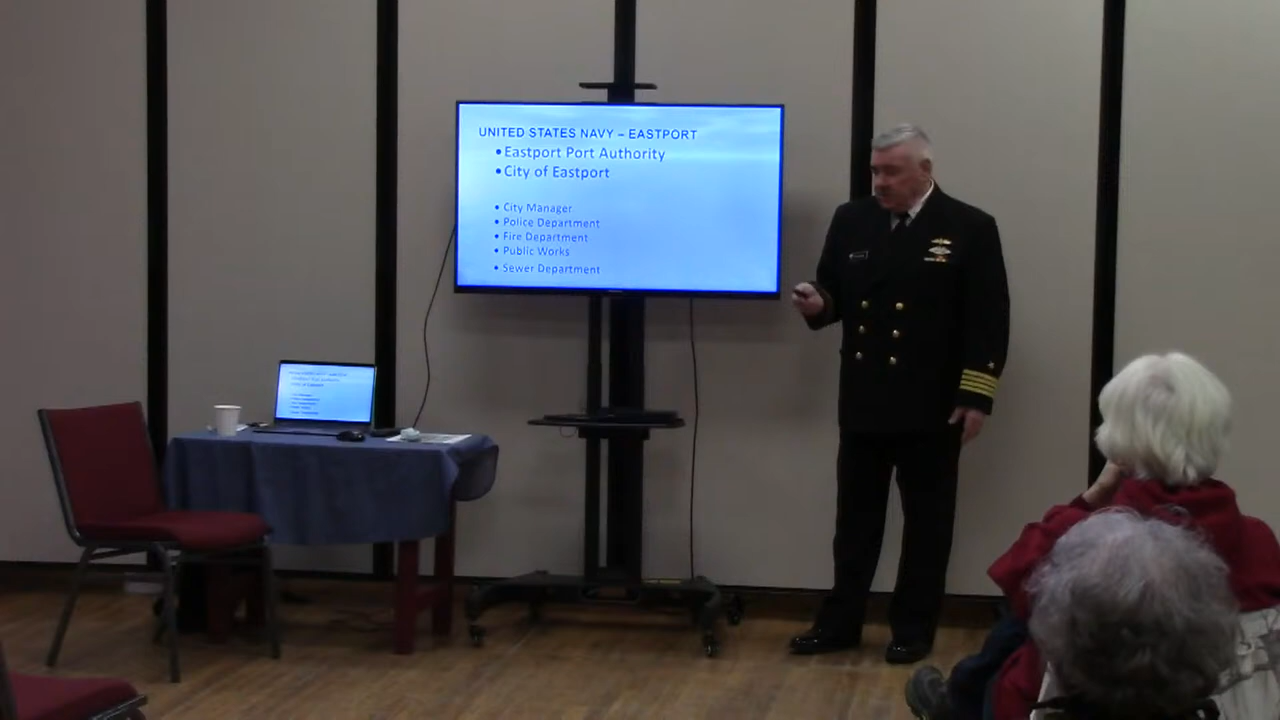 UNITED STATES NAVY – EASTPORT
• Eastport Port Authority
• City of Eastport
• City Manager
• Police Department
• Fire Department
• Public Works
• Sewer Department